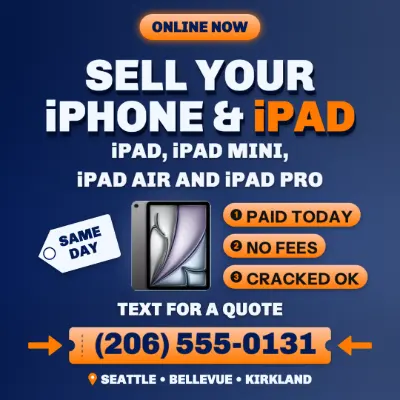 ONLINE NOW
SELL YOUR
iPHONE & iPAD
iPAD, iPAD MINI,
iPAD AIR AND iPAD PRO
SAME
DAY
1 PAID TODAY
2 NO FEES
3 CRACKED OK
TEXT FOR A QUOTE
(206) 555-0131
SEATTLE • BELLEVUE • KIRKLAND